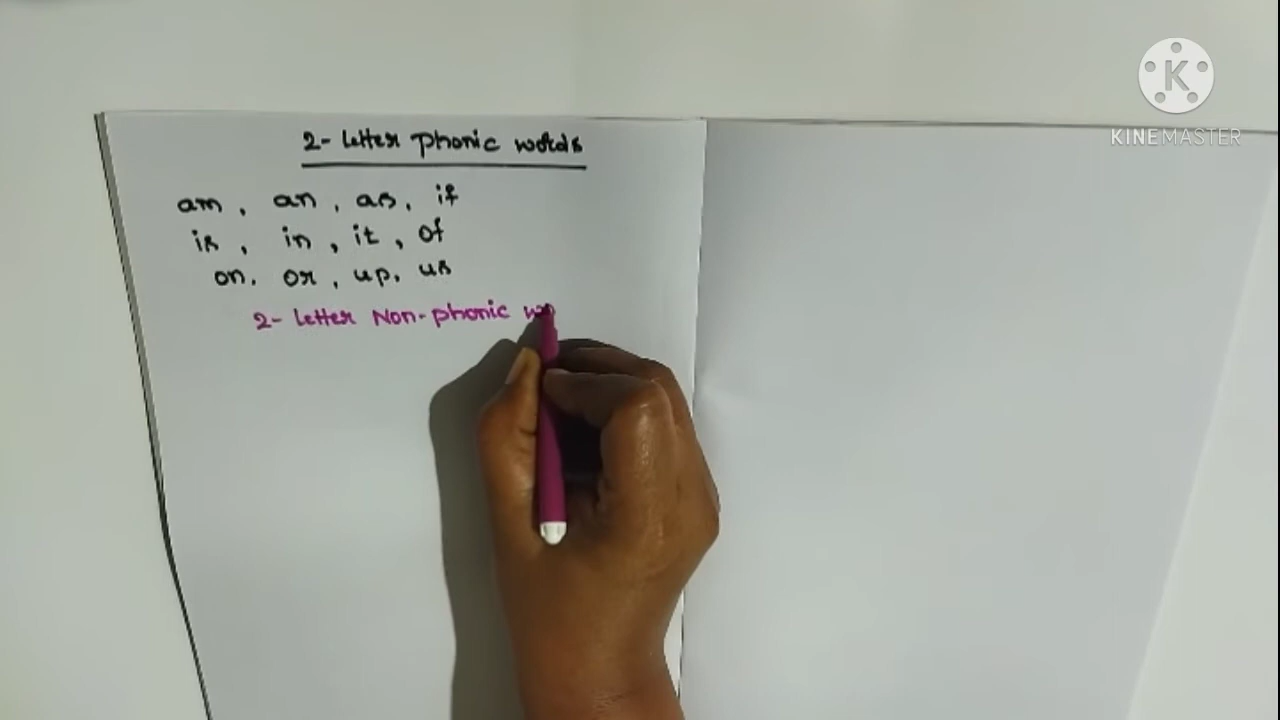 2- letter phonic words
am, an, as, if
is, in, it, of
on, or, up, us
2- letter Non-phonic wo
K
KINEMASTER